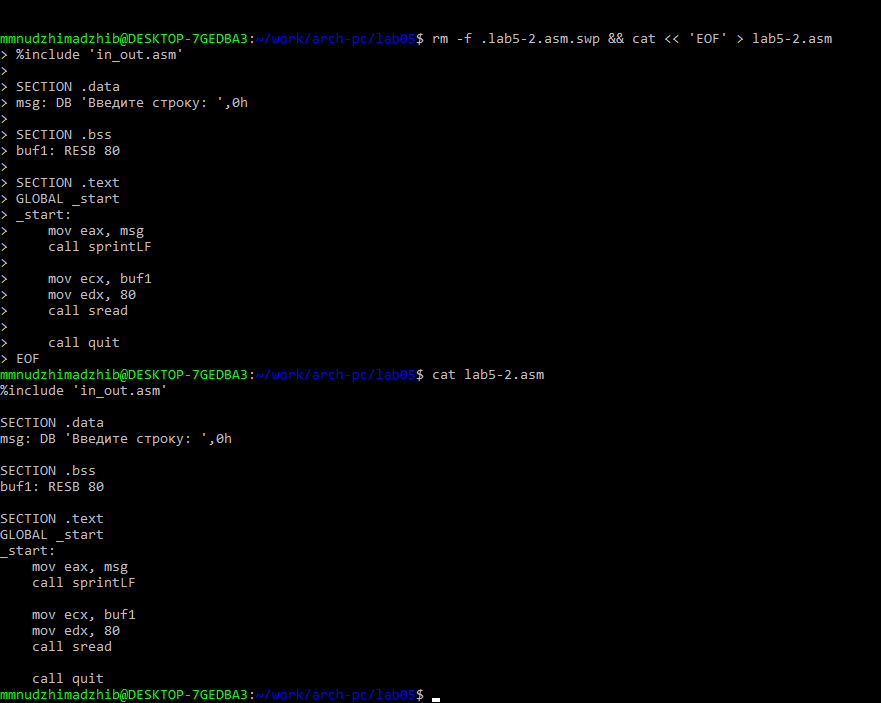 mmnudzhimadzhib@DESKTOP-7GEDBA3:~/work/arch-pc/lab05$ rm -f .lab5-2.asm.swp && cat << 'EOF' > lab5-2.asm
> %include 'in_out.asm'
>
> SECTION .data
> msg: DB 'Введите строку: ',0h
>
> SECTION .bss
> buf1: RESB 80
>
> SECTION .text
> GLOBAL _start
> _start:
>     mov eax, msg
>     call sprintLF
>
>     mov ecx, buf1
>     mov edx, 80
>     call sread
>
>     call quit
> EOF
mmnudzhimadzhib@DESKTOP-7GEDBA3:~/work/arch-pc/lab05$ cat lab5-2.asm
%include 'in_out.asm'

SECTION .data
msg: DB 'Введите строку: ',0h

SECTION .bss
buf1: RESB 80

SECTION .text
GLOBAL _start
_start:
    mov eax, msg
    call sprintLF

    mov ecx, buf1
    mov edx, 80
    call sread

    call quit
mmnudzhimadzhib@DESKTOP-7GEDBA3:~/work/arch-pc/lab05$